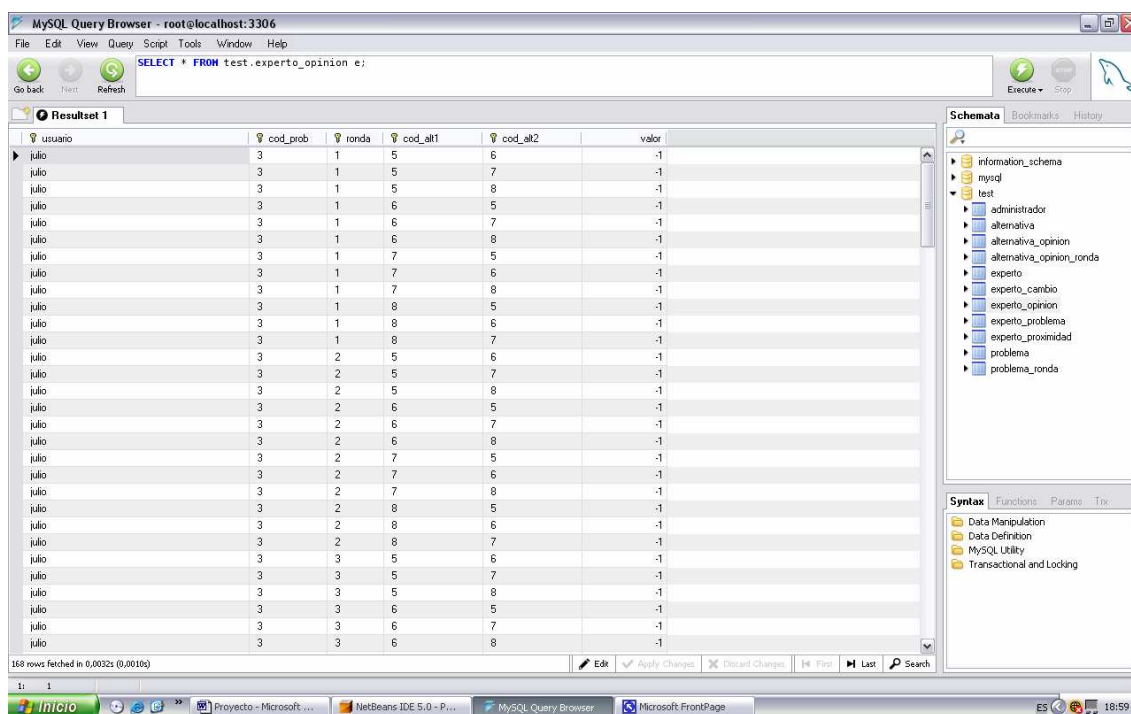 MySQL Query Browser - root@localhost:3306
File Edit View Query Script Tools Window Help
SELECT * FROM test.experto_opinion e;
Go back Next Refresh Execute Stop
Resultset 1
Schemata Bookmarks History
usuario cod_prob ronda cod_alt1 cod_alt2 valor
julio 3 1 5 6 -1
julio 3 1 5 7 -1
julio 3 1 5 8 -1
julio 3 1 6 5 -1
julio 3 1 6 7 -1
julio 3 1 6 8 -1
julio 3 1 7 5 -1
julio 3 1 7 6 -1
julio 3 1 7 8 -1
julio 3 1 8 5 -1
julio 3 1 8 6 -1
julio 3 1 8 7 -1
julio 3 2 5 6 -1
julio 3 2 5 7 -1
julio 3 2 5 8 -1
julio 3 2 6 5 -1
julio 3 2 6 7 -1
julio 3 2 6 8 -1
julio 3 2 7 5 -1
julio 3 2 7 6 -1
julio 3 2 7 8 -1
julio 3 2 8 5 -1
julio 3 2 8 6 -1
julio 3 2 8 7 -1
julio 3 3 5 6 -1
julio 3 3 5 7 -1
julio 3 3 5 8 -1
julio 3 3 6 5 -1
julio 3 3 6 7 -1
julio 3 3 6 8 -1
information_schema
mysql
test
administrador
alternativa
alternativa_opinion
alternativa_opinion_ronda
experto
experto_cambio
experto_opinion
experto_problema
experto_proximidad
problema
problema_ronda
Syntax Functions Params Trx
Data Manipulation
Data Definition
MySQL Utility
Transactional and Locking
168 rows fetched in 0,0032s (0,0010s) Edit Apply Changes Discard Changes First Last Search
1: 1
Inicio » Proyecto - Microsoft ... NetBeans IDE 5.0 - P... MySQL Query Browser Microsoft FrontPage ES 18:59